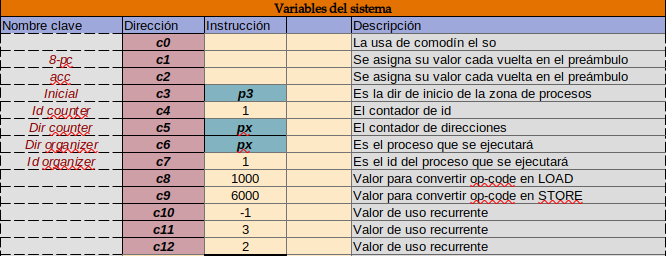 Variables del sistema
Nombre clave Dirección Instrucción Descripción
c0 La usa de comodín el so
8-pc c1 Se asigna su valor cada vuelta en el preámbulo
acc c2 Se asigna su valor cada vuelta en el preámbulo
Inicial c3 p3 Es la dir de inicio de la zona de procesos
Id counter c4 1 El contador de id
Dir counter c5 px El contador de direcciones
Dir organizer c6 px Es el proceso que se ejecutará
Id organizer c7 1 Es el id del proceso que se ejecutará
c8 1000 Valor para convertir op-code en LOAD
c9 6000 Valor para convertir op-code en STORE
c10 -1 Valor de uso recurrente
c11 3 Valor de uso recurrente
c12 2 Valor de uso recurrente